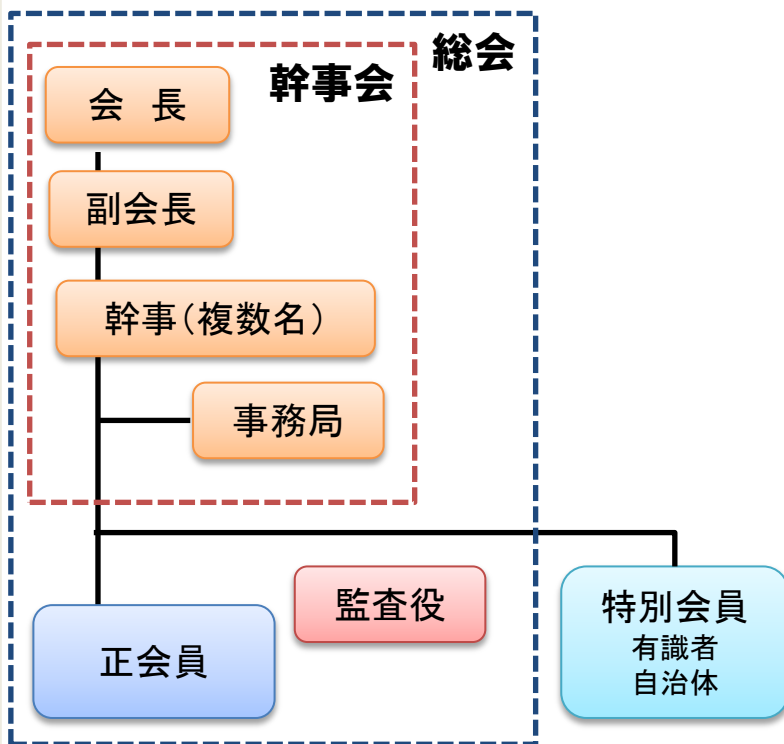 総会
幹事会
会 長
副会長
幹事（複数名）
事務局
監査役
正会員
特別会員
有識者
自治体